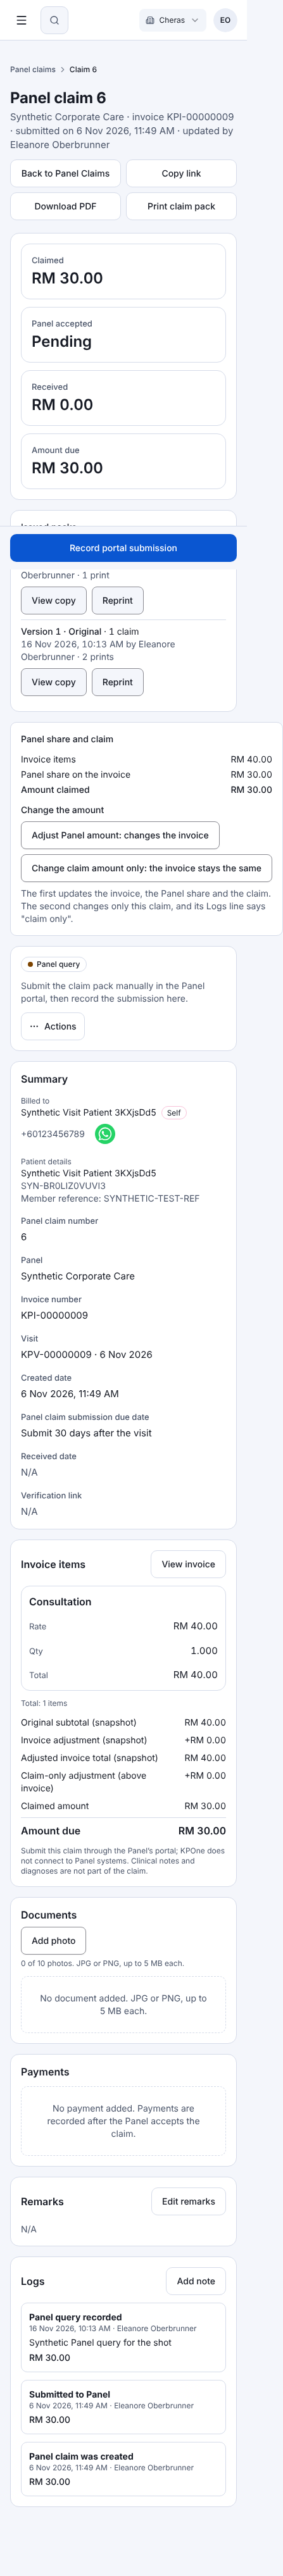 Cheras
EO
Panel claims > Claim 6
Panel claim 6
Synthetic Corporate Care · invoice KPI-00000009
· submitted on 6 Nov 2026, 11:49 AM · updated by
Eleanore Oberbrunner
Back to Panel Claims
Copy link
Download PDF
Print claim pack
Claimed
RM 30.00
Panel accepted
Pending
Received
RM 0.00
Amount due
RM 30.00
Record portal submission
Oberbrunner · 1 print
View copy
Reprint
Version 1 · Original · 1 claim
16 Nov 2026, 10:13 AM by Eleanore
Oberbrunner · 2 prints
View copy
Reprint
Panel share and claim
Invoice items RM 40.00
Panel share on the invoice RM 30.00
Amount claimed RM 30.00
Change the amount
Adjust Panel amount: changes the invoice
Change claim amount only: the invoice stays the same
The first updates the invoice, the Panel share and the claim.
The second changes only this claim, and its Logs line says
"claim only".
Panel query
Submit the claim pack manually in the Panel
portal, then record the submission here.
Actions
Summary
Billed to
Synthetic Visit Patient 3KXjsDd5 Self
+60123456789
Patient details
Synthetic Visit Patient 3KXjsDd5
SYN-BR0LIZ0VUVI3
Member reference: SYNTHETIC-TEST-REF
Panel claim number
6
Panel
Synthetic Corporate Care
Invoice number
KPI-00000009
Visit
KPV-00000009 · 6 Nov 2026
Created date
6 Nov 2026, 11:49 AM
Panel claim submission due date
Submit 30 days after the visit
Received date
N/A
Verification link
N/A
Invoice items
View invoice
Consultation
Rate RM 40.00
Qty 1.000
Total RM 40.00
Total: 1 items
Original subtotal (snapshot) RM 40.00
Invoice adjustment (snapshot) +RM 0.00
Adjusted invoice total (snapshot) RM 40.00
Claim-only adjustment (above +RM 0.00
invoice)
Claimed amount RM 30.00
Amount due RM 30.00
Submit this claim through the Panel's portal; KPOne does
not connect to Panel systems. Clinical notes and
diagnoses are not part of the claim.
Documents
Add photo
0 of 10 photos. JPG or PNG, up to 5 MB each.
No document added. JPG or PNG, up to
5 MB each.
Payments
No payment added. Payments are
recorded after the Panel accepts the
claim.
Remarks
Edit remarks
N/A
Logs
Add note
Panel query recorded
16 Nov 2026, 10:13 AM · Eleanore Oberbrunner
Synthetic Panel query for the shot
RM 30.00
Submitted to Panel
6 Nov 2026, 11:49 AM · Eleanore Oberbrunner
RM 30.00
Panel claim was created
6 Nov 2026, 11:49 AM · Eleanore Oberbrunner
RM 30.00